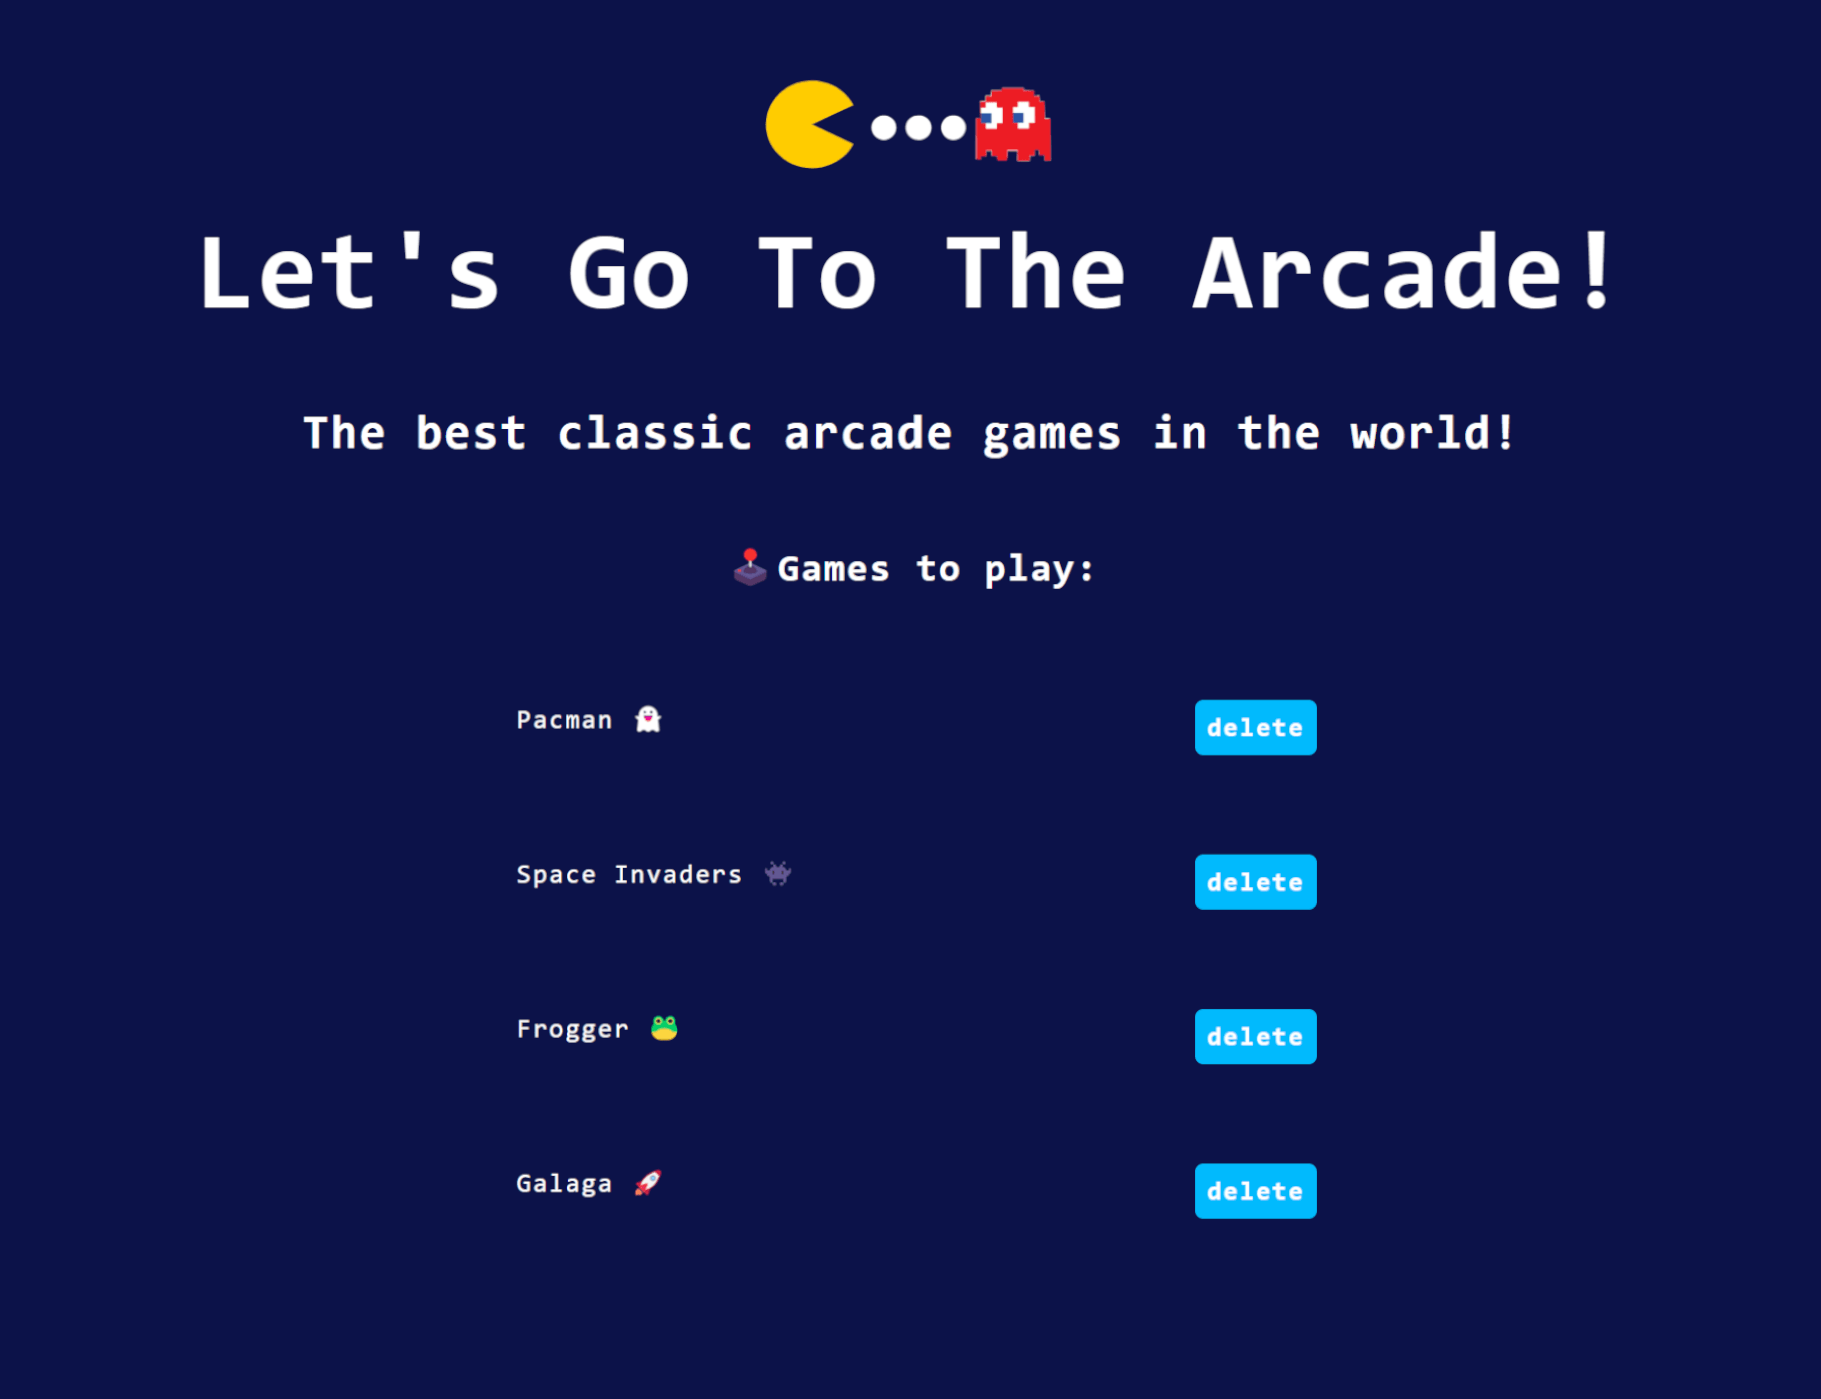 Let's Go To The Arcade!
The best classic arcade games in the world!
🕹️Games to play:
Pacman 👻
delete
Space Invaders 👾
delete
Frogger 🐸
delete
Galaga 🚀
delete